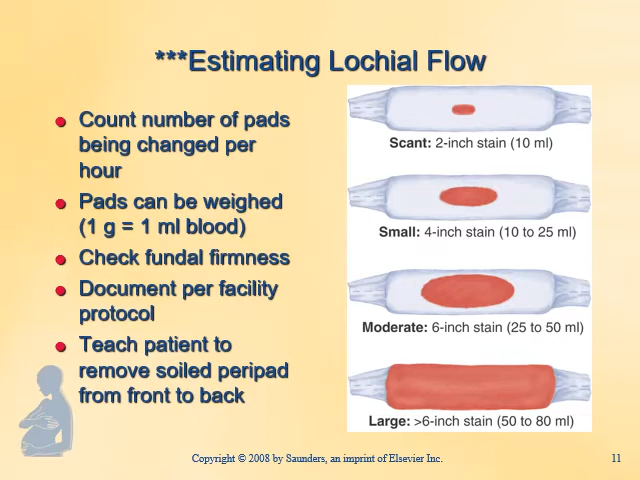 ***Estimating Lochial Flow
Count number of pads
being changed per
hour
Pads can be weighed
(1 g = 1 ml blood)
Check fundal firmness
Document per facility
protocol
Teach patient to
remove soiled peripad
from front to back
Scant: 2-inch stain (10 ml)
Small: 4-inch stain (10 to 25 ml)
Moderate: 6-inch stain (25 to 50 ml)
Large: >6-inch stain (50 to 80 ml)
Copyright © 2008 by Saunders, an imprint of Elsevier Inc.
11